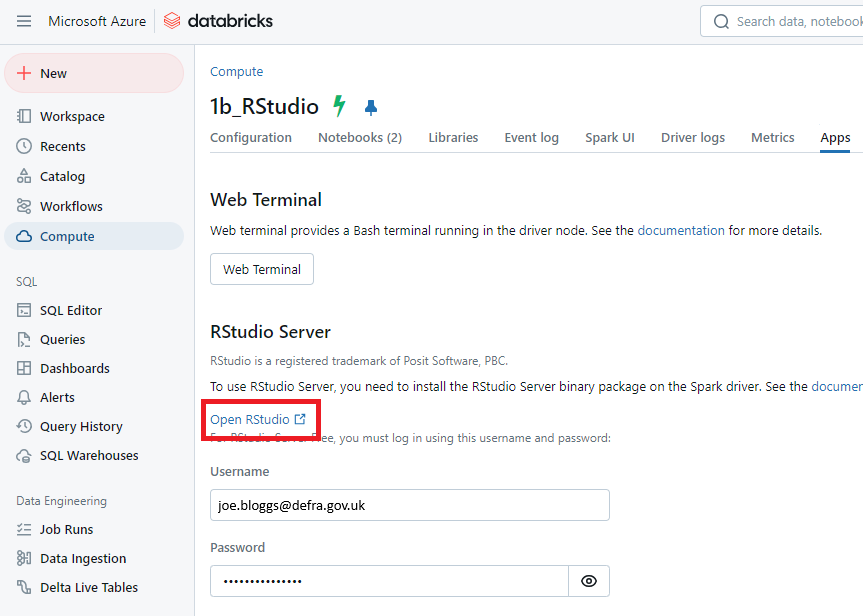 Microsoft Azure databricks
Search data, notebook
New
Workspace
Recents
Catalog
Workflows
Compute
SQL
SQL Editor
Queries
Dashboards
Alerts
Query History
SQL Warehouses
Data Engineering
Job Runs
Data Ingestion
Delta Live Tables
Compute
1b_RStudio
Configuration Notebooks (2) Libraries Event log Spark UI Driver logs Metrics Apps
Web Terminal
Web terminal provides a Bash terminal running in the driver node. See the documentation for more details.
Web Terminal
RStudio Server
RStudio is a registered trademark of Posit Software, PBC.
To use RStudio Server, you need to install the RStudio Server binary package on the Spark driver. See the documen
Open RStudio
For RStudio Server Free, you must log in using this username and password:
Username
joe.bloggs@defra.gov.uk
Password
•••••••••••••••